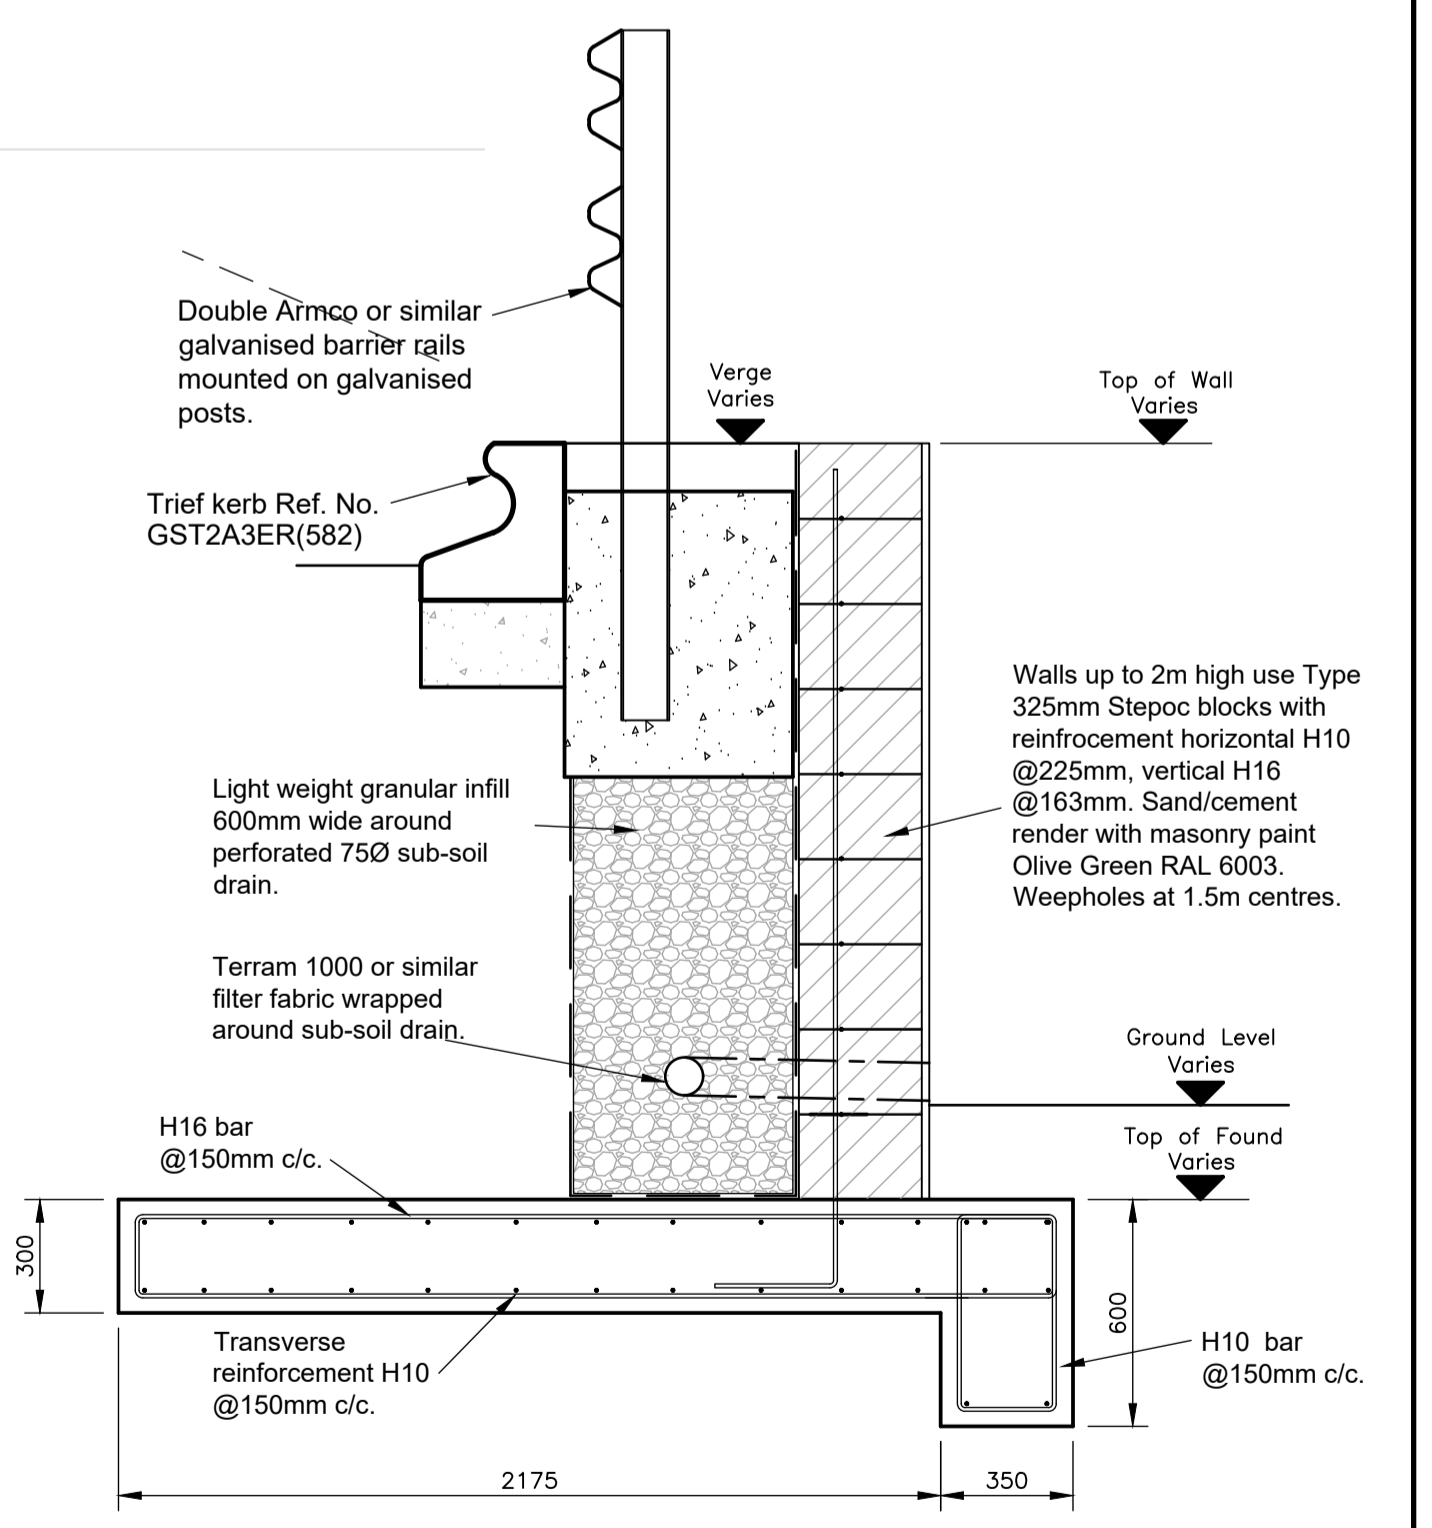 Double Armco or similar
galvanised barrier rails
mounted on galvanised
posts.
Verge
Varies
Top of Wall
Varies
Trief kerb Ref. No.
GST2A3ER(582)
Walls up to 2m high use Type
325mm Stepoc blocks with
reinfrocement horizontal H10
@225mm, vertical H16
@163mm. Sand/cement
render with masonry paint
Olive Green RAL 6003.
Weepholes at 1.5m centres.
Light weight granular infill
600mm wide around
perforated 75Ø sub-soil
drain.
Terram 1000 or similar
filter fabric wrapped
around sub-soil drain.
Ground Level
Varies
H16 bar
@150mm c/c.
Top of Found
Varies
300
600
Transverse
reinforcement H10
@150mm c/c.
H10 bar
@150mm c/c.
2175
350